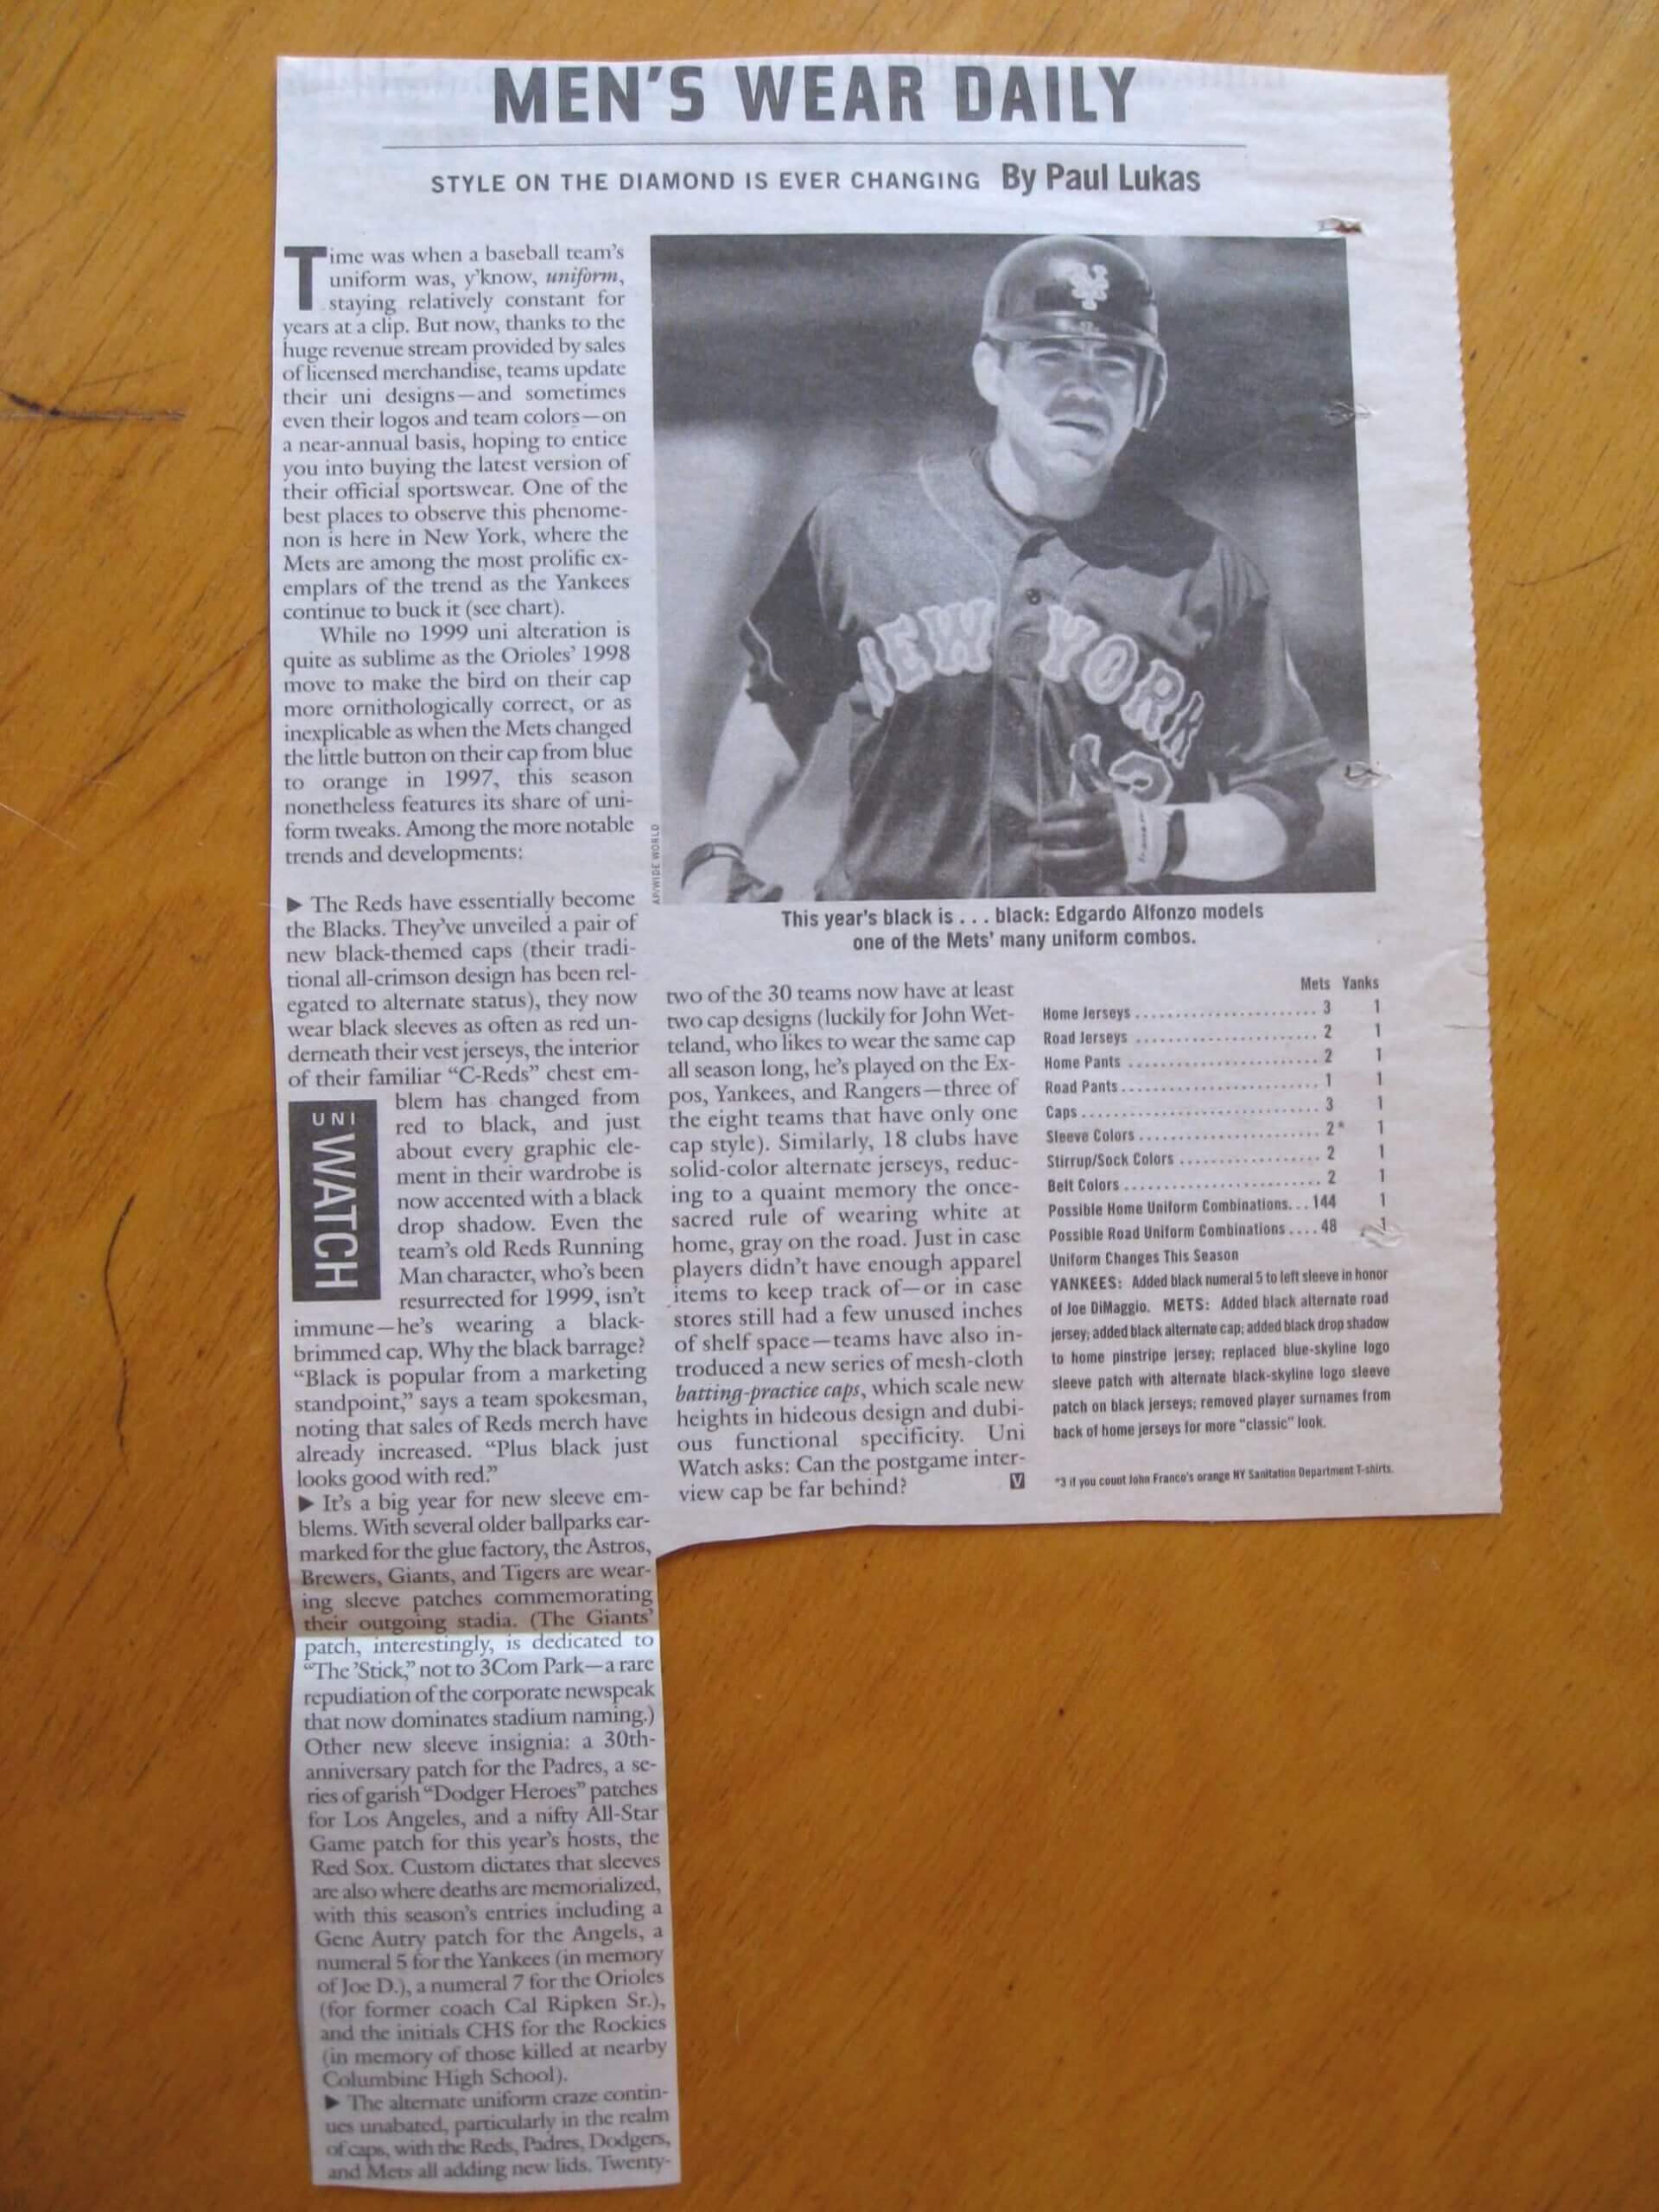 MEN'S WEAR DAILY
STYLE ON THE DIAMOND IS EVER CHANGING By Paul Lukas
Time was when a baseball team's
uniform was, y'know, uniform,
staying relatively constant for
years at a clip. But now, thanks to the
huge revenue stream provided by sales
of licensed merchandise, teams update
their uni designs—and sometimes
even their logos and team colors—on
a near-annual basis, hoping to entice
you into buying the latest version of
their official sportswear. One of the
best places to observe this phenome-
non is here in New York, where the
Mets are among the most prolific ex-
emplars of the trend as the Yankees
continue to buck it (see chart).
While no 1999 uni alteration is
quite as sublime as the Orioles' 1998
move to make the bird on their cap
more ornithologically correct, or as
inexplicable as when the Mets changed
the little button on their cap from blue
to orange in 1997, this season
nonetheless features its share of uni-
form tweaks. Among the more notable
trends and developments:
▶ The Reds have essentially become
the Blacks. They've unveiled a pair of
new black-themed caps (their tradi-
tional all-crimson design has been rel-
egated to alternate status), they now
wear black sleeves as often as red un-
derneath their vest jerseys, the interior
of their familiar "C-Reds" chest em-
blem has changed from
red to black, and just
about every graphic ele-
ment in their wardrobe is
now accented with a black
drop shadow. Even the
team's old Reds Running
Man character, who's been
resurrected for 1999, isn't
immune—he's wearing a black-
brimmed cap. Why the black barrage?
"Black is popular from a marketing
standpoint," says a team spokesman,
noting that sales of Reds merch have
already increased. "Plus black just
looks good with red."
▶ It's a big year for new sleeve em-
blems. With several older ballparks ear-
marked for the glue factory, the Astros,
Brewers, Giants, and Tigers are wear-
ing sleeve patches commemorating
their outgoing stadia. (The Giants'
patch, interestingly, is dedicated to
"The 'Stick," not to 3Com Park—a rare
repudiation of the corporate newspeak
that now dominates stadium naming.)
Other new sleeve insignia: a 30th-
anniversary patch for the Padres, a se-
ries of garish "Dodger Heroes" patches
for Los Angeles, and a nifty All-Star
Game patch for this year's hosts, the
Red Sox. Custom dictates that sleeves
are also where deaths are memorialized,
with this season's entries including a
Gene Autry patch for the Angels, a
numeral 5 for the Yankees (in memory
of Joe D.), a numeral 7 for the Orioles
(for former coach Cal Ripken Sr.),
and the initials CHS for the Rockies
(in memory of those killed at nearby
Columbine High School).
▶ The alternate uniform craze contin-
ues unabated, particularly in the realm
of caps, with the Reds, Padres, Dodgers,
and Mets all adding new lids. Twenty-
UNI
WATCH
NY
NEW YORK
13
AP/WIDE WORLD
This year's black is . . . black: Edgardo Alfonzo models
one of the Mets' many uniform combos.
two of the 30 teams now have at least
two cap designs (luckily for John Wet-
teland, who likes to wear the same cap
all season long, he's played on the Ex-
pos, Yankees, and Rangers—three of
the eight teams that have only one
cap style). Similarly, 18 clubs have
solid-color alternate jerseys, reduc-
ing to a quaint memory the once-
sacred rule of wearing white at
home, gray on the road. Just in case
players didn't have enough apparel
items to keep track of—or in case
stores still had a few unused inches
of shelf space—teams have also in-
troduced a new series of mesh-cloth
batting-practice caps, which scale new
heights in hideous design and dubi-
ous functional specificity. Uni
Watch asks: Can the postgame inter-
view cap be far behind? V
Mets Yanks
Home Jerseys 3 1
Road Jerseys 2 1
Home Pants 2 1
Road Pants 1 1
Caps 3 1
Sleeve Colors 2* 1
Stirrup/Sock Colors 2 1
Belt Colors 2 1
Possible Home Uniform Combinations 144 1
Possible Road Uniform Combinations 48 1
Uniform Changes This Season
YANKEES: Added black numeral 5 to left sleeve in honor
of Joe DiMaggio. METS: Added black alternate road
jersey; added black alternate cap; added black drop shadow
to home pinstripe jersey; replaced blue-skyline logo
sleeve patch with alternate black-skyline logo sleeve
patch on black jerseys; removed player surnames from
back of home jerseys for more "classic" look.
*3 if you count John Franco's orange NY Sanitation Department T-shirts.